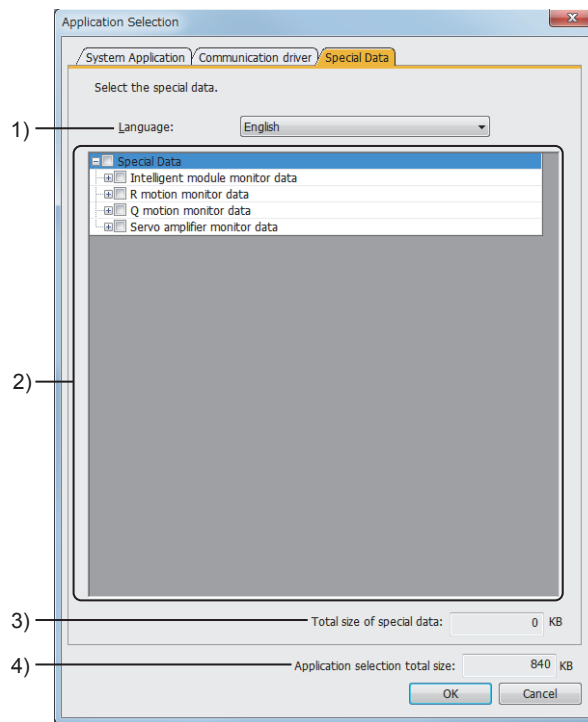 Application Selection
System Application Communication driver Special Data
Select the special data.
1) Language: English
2)
Special Data
Intelligent module monitor data
R motion monitor data
Q motion monitor data
Servo amplifier monitor data
3) Total size of special data: 0 KB
4) Application selection total size: 840 KB
OK Cancel